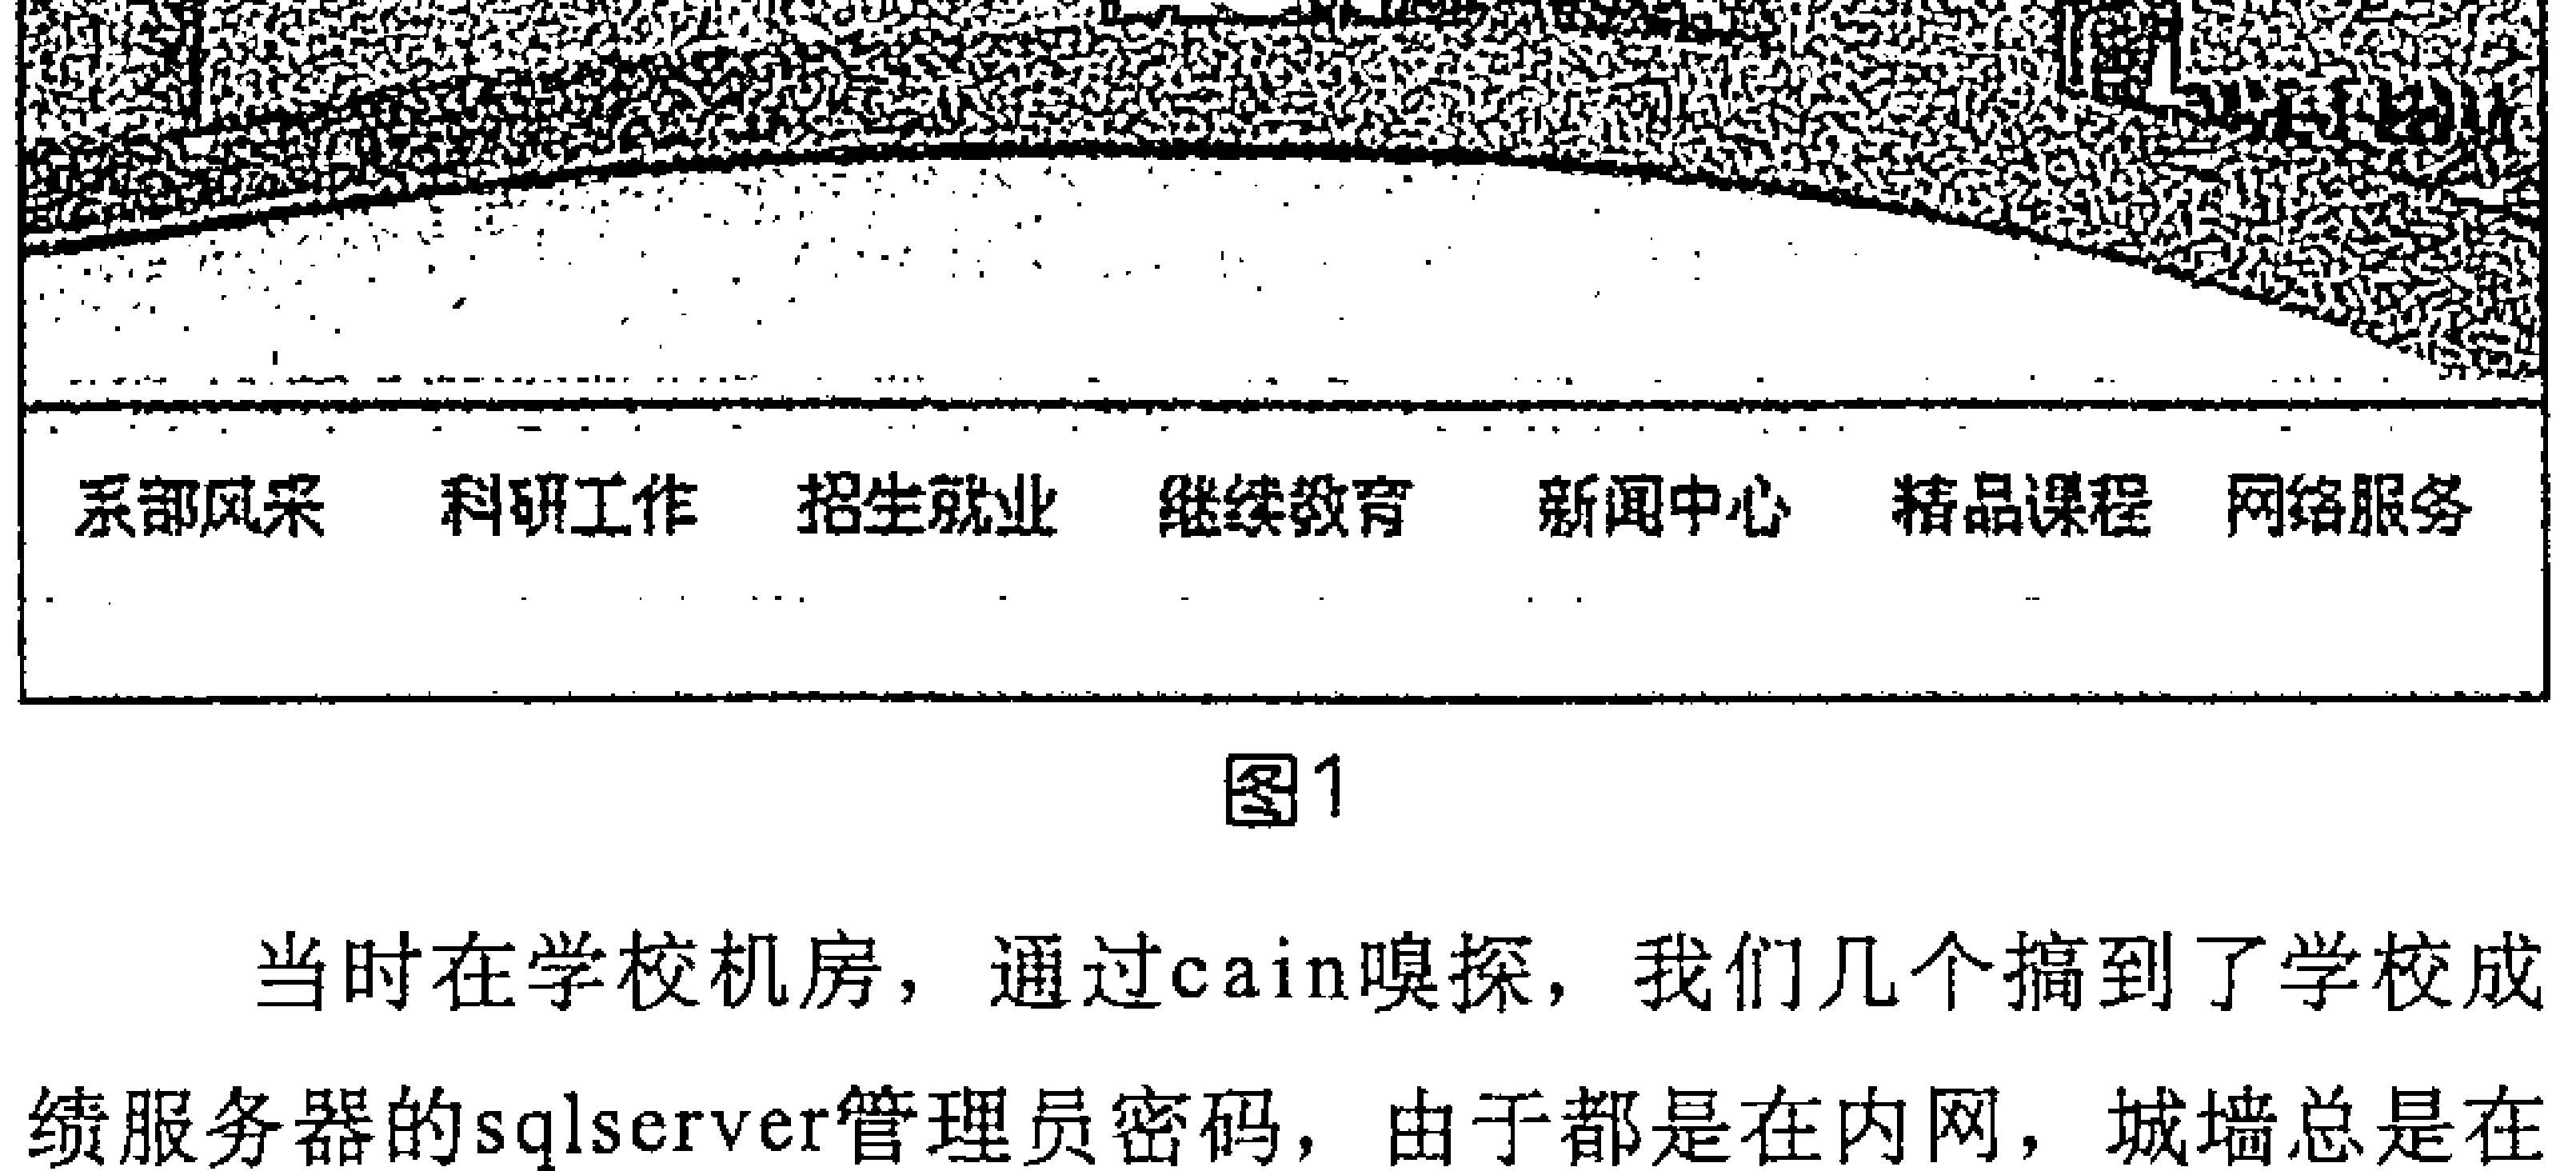 系部风采 科研工作 招生就业 继续教育 新闻中心 精品课程 网络服务
图1
当时在学校机房，通过cain嗅探，我们几个搞到了学校成
绩服务器的sqlserver管理员密码，由于都是在内网，城墙总是在